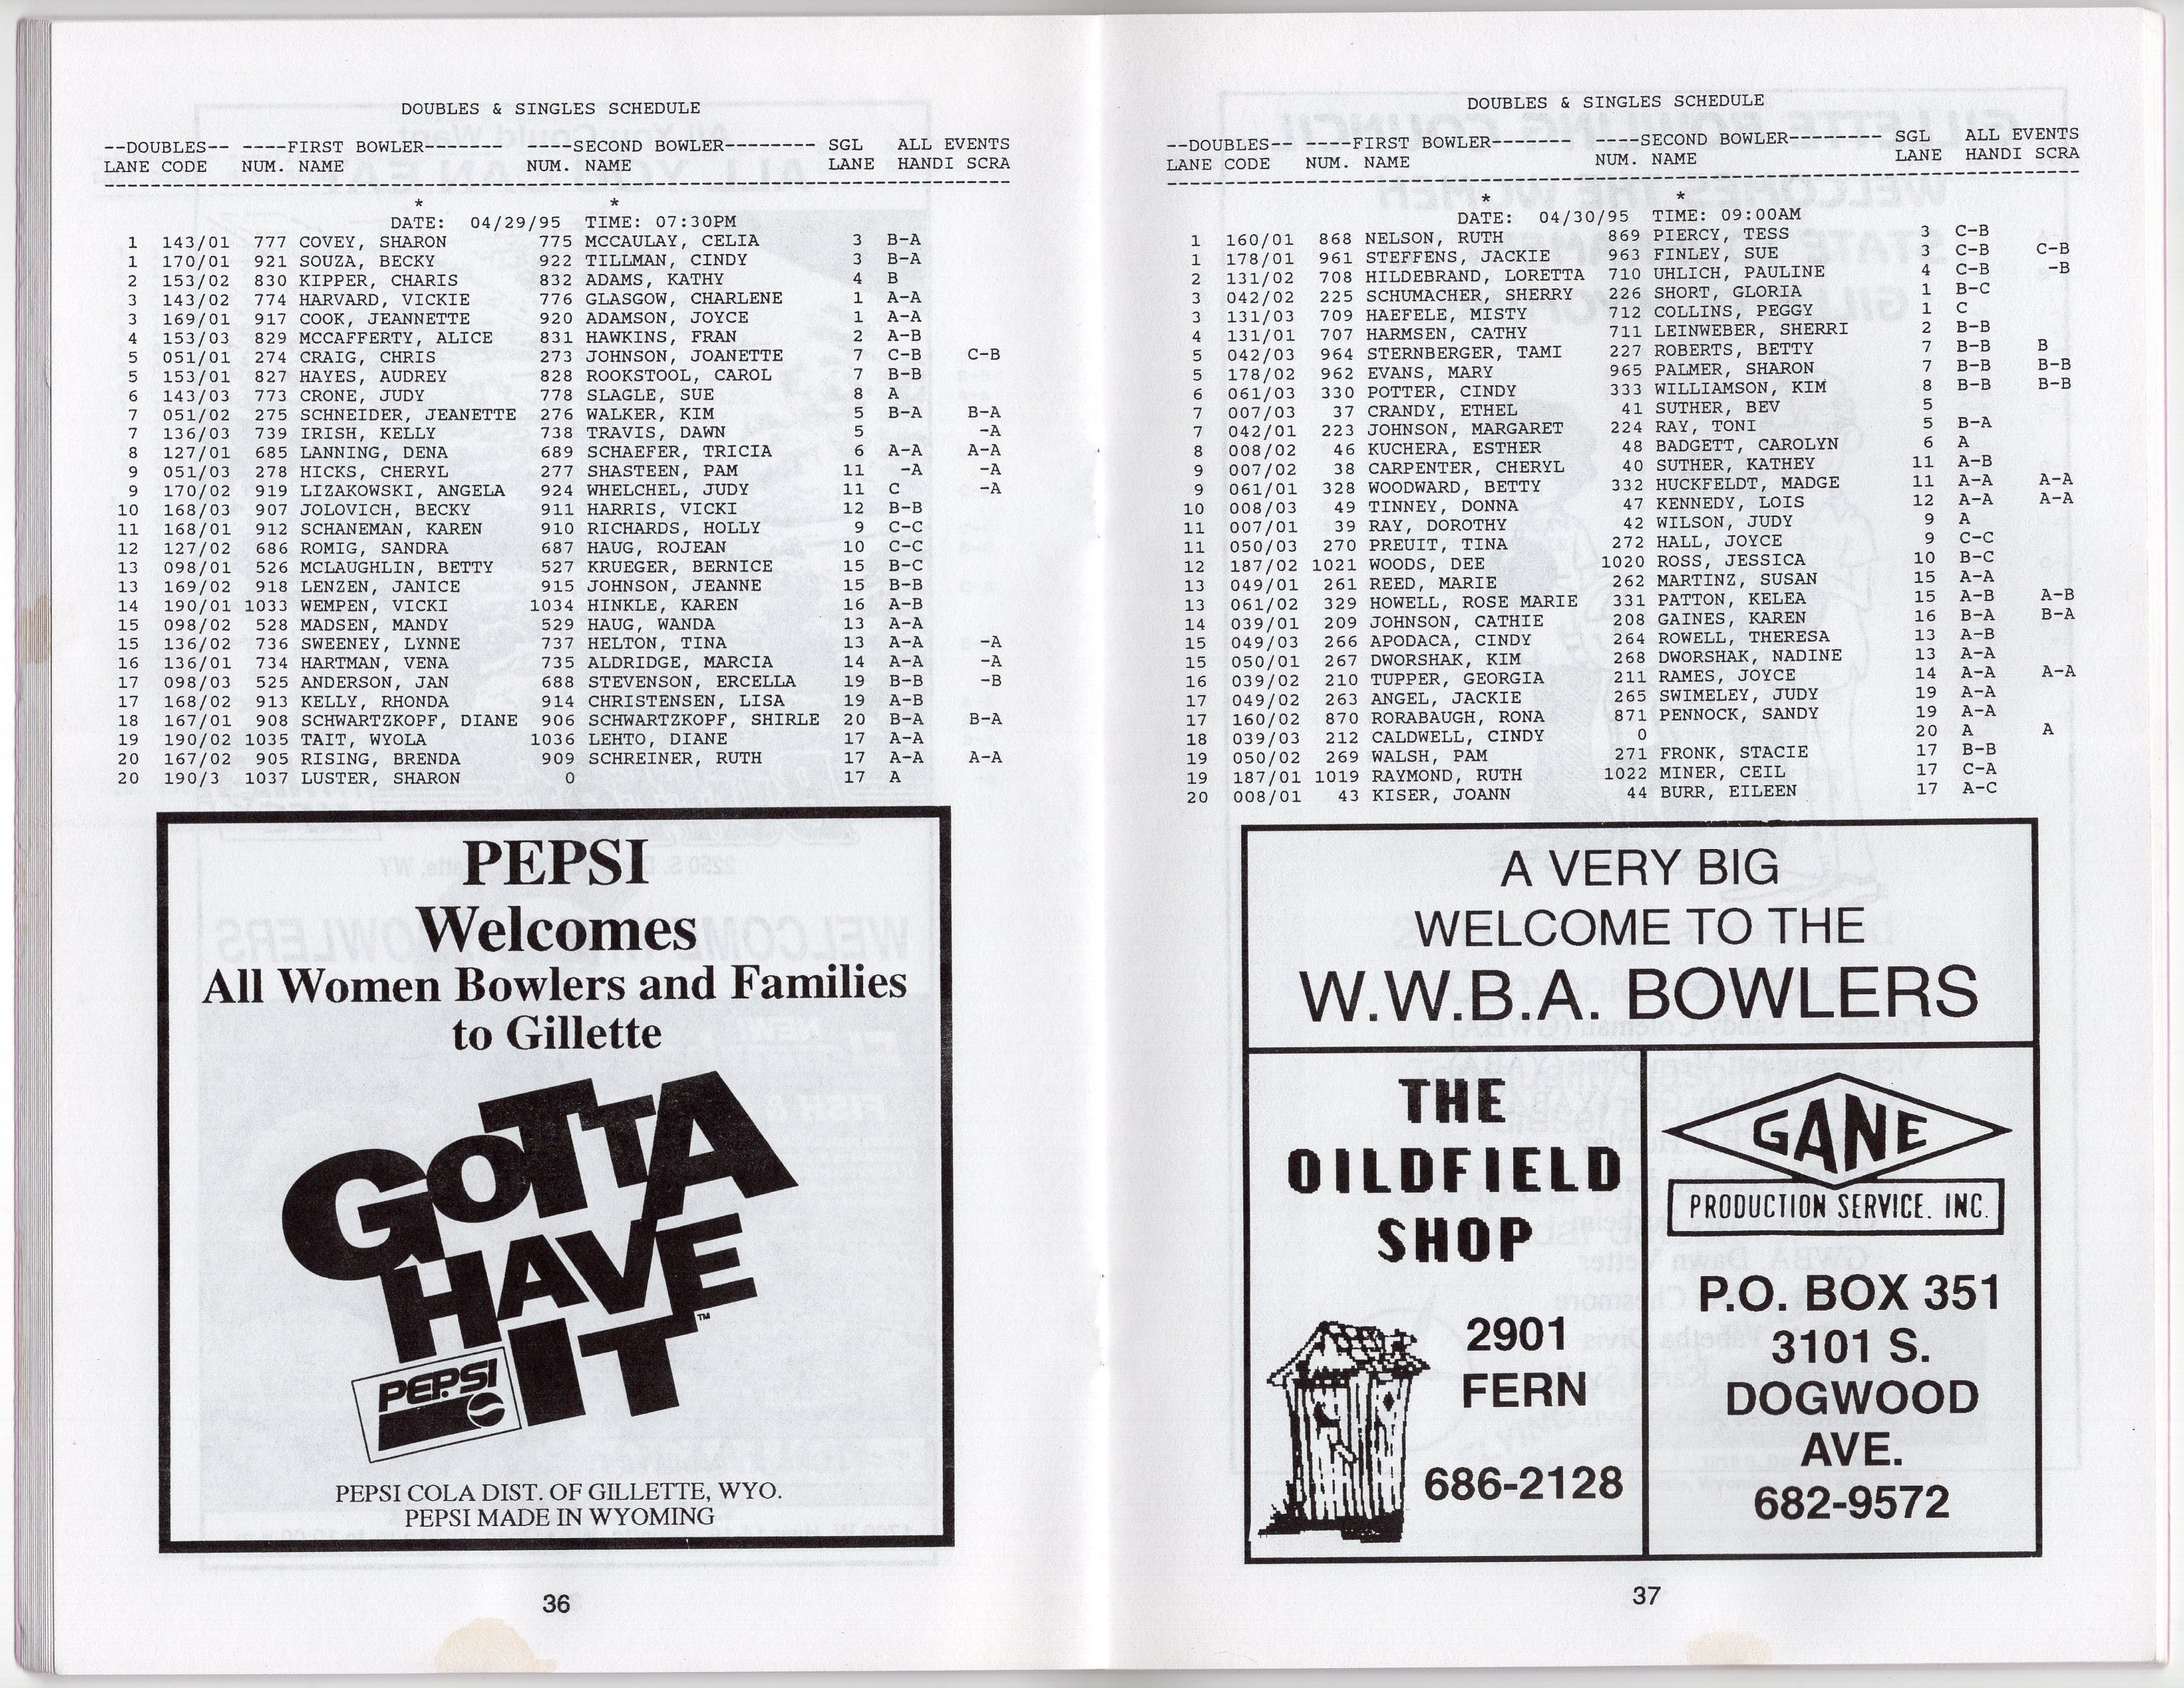 DOUBLES & SINGLES SCHEDULE
--DOUBLES-- ----FIRST BOWLER------- -----SECOND BOWLER-------- SGL ALL EVENTS
LANE CODE NUM. NAME NUM. NAME LANE HANDI SCRA
* *
DATE: 04/29/95 TIME: 07:30PM
1 143/01 777 COVEY, SHARON 775 MCCAULAY, CELIA 3 B-A
1 170/01 921 SOUZA, BECKY 922 TILLMAN, CINDY 3 B-A
2 153/02 830 KIPPER, CHARIS 832 ADAMS, KATHY 4 B
3 143/02 774 HARVARD, VICKIE 776 GLASGOW, CHARLENE 1 A-A
3 169/01 917 COOK, JEANNETTE 920 ADAMSON, JOYCE 1 A-A
4 153/03 829 MCCAFFERTY, ALICE 831 HAWKINS, FRAN 2 A-B
5 051/01 274 CRAIG, CHRIS 273 JOHNSON, JOANETTE 7 C-B C-B
5 153/01 827 HAYES, AUDREY 828 ROOKSTOOL, CAROL 7 B-B
6 143/03 773 CRONE, JUDY 778 SLAGLE, SUE 8 A
7 051/02 275 SCHNEIDER, JEANETTE 276 WALKER, KIM 5 B-A B-A
7 136/03 739 IRISH, KELLY 738 TRAVIS, DAWN 5 -A
8 127/01 685 LANNING, DENA 689 SCHAEFER, TRICIA 6 A-A A-A
9 051/03 278 HICKS, CHERYL 277 SHASTEEN, PAM 11 -A -A
9 170/02 919 LIZAKOWSKI, ANGELA 924 WHELCHEL, JUDY 11 C -A
10 168/03 907 JOLOVICH, BECKY 911 HARRIS, VICKI 12 B-B
11 168/01 912 SCHANEMAN, KAREN 910 RICHARDS, HOLLY 9 C-C
12 127/02 686 ROMIG, SANDRA 687 HAUG, ROJEAN 10 C-C
13 098/01 526 MCLAUGHLIN, BETTY 527 KRUEGER, BERNICE 15 B-C
13 169/02 918 LENZEN, JANICE 915 JOHNSON, JEANNE 15 B-B
14 190/01 1033 WEMPEN, VICKI 1034 HINKLE, KAREN 16 A-B
15 098/02 528 MADSEN, MANDY 529 HAUG, WANDA 13 A-A
15 136/02 736 SWEENEY, LYNNE 737 HELTON, TINA 13 A-A -A
16 136/01 734 HARTMAN, VENA 735 ALDRIDGE, MARCIA 14 A-A -A
17 098/03 525 ANDERSON, JAN 688 STEVENSON, ERCELLA 19 B-B -B
17 168/02 913 KELLY, RHONDA 914 CHRISTENSEN, LISA 19 A-B
18 167/01 908 SCHWARTZKOPF, DIANE 906 SCHWARTZKOPF, SHIRLE 20 B-A B-A
19 190/02 1035 TAIT, WYOLA 1036 LEHTO, DIANE 17 A-A
20 167/02 905 RISING, BRENDA 909 SCHREINER, RUTH 17 A-A A-A
20 190/3 1037 LUSTER, SHARON 0 17 A
PEPSI
Welcomes
All Women Bowlers and Families
to Gillette
GOTTA
HAVE
IT™
PEPSI
PEPSI COLA DIST. OF GILLETTE, WYO.
PEPSI MADE IN WYOMING
36
DOUBLES & SINGLES SCHEDULE
--DOUBLES-- ----FIRST BOWLER------- ----SECOND BOWLER-------- SGL ALL EVENTS
LANE CODE NUM. NAME NUM. NAME LANE HANDI SCRA
* *
DATE: 04/30/95 TIME: 09:00AM
1 160/01 868 NELSON, RUTH 869 PIERCY, TESS 3 C-B
1 178/01 961 STEFFENS, JACKIE 963 FINLEY, SUE 3 C-B C-B
2 131/02 708 HILDEBRAND, LORETTA 710 UHLICH, PAULINE 4 C-B -B
3 042/02 225 SCHUMACHER, SHERRY 226 SHORT, GLORIA 1 B-C
3 131/03 709 HAEFELE, MISTY 712 COLLINS, PEGGY 1 C
4 131/01 707 HARMSEN, CATHY 711 LEINWEBER, SHERRI 2 B-B
5 042/03 964 STERNBERGER, TAMI 227 ROBERTS, BETTY 7 B-B B
5 178/02 962 EVANS, MARY 965 PALMER, SHARON 7 B-B B-B
6 061/03 330 POTTER, CINDY 333 WILLIAMSON, KIM 8 B-B B-B
7 007/03 37 CRANDY, ETHEL 41 SUTHER, BEV 5
7 042/01 223 JOHNSON, MARGARET 224 RAY, TONI 5 B-A
8 008/02 46 KUCHERA, ESTHER 48 BADGETT, CAROLYN 6 A
9 007/02 38 CARPENTER, CHERYL 40 SUTHER, KATHEY 11 A-B
9 061/01 328 WOODWARD, BETTY 332 HUCKFELDT, MADGE 11 A-A A-A
10 008/03 49 TINNEY, DONNA 47 KENNEDY, LOIS 12 A-A A-A
11 007/01 39 RAY, DOROTHY 42 WILSON, JUDY 9 A
11 050/03 270 PREUIT, TINA 272 HALL, JOYCE 9 C-C
12 187/02 1021 WOODS, DEE 1020 ROSS, JESSICA 10 B-C
13 049/01 261 REED, MARIE 262 MARTINZ, SUSAN 15 A-A
13 061/02 329 HOWELL, ROSE MARIE 331 PATTON, KELEA 15 A-B A-B
14 039/01 209 JOHNSON, CATHIE 208 GAINES, KAREN 16 B-A B-A
15 049/03 266 APODACA, CINDY 264 ROWELL, THERESA 13 A-B
15 050/01 267 DWORSHAK, KIM 268 DWORSHAK, NADINE 13 A-A
16 039/02 210 TUPPER, GEORGIA 211 RAMES, JOYCE 14 A-A A-A
17 049/02 263 ANGEL, JACKIE 265 SWIMELEY, JUDY 19 A-A
17 160/02 870 RORABAUGH, RONA 871 PENNOCK, SANDY 19 A-A
18 039/03 212 CALDWELL, CINDY 0 20 A A
19 050/02 269 WALSH, PAM 271 FRONK, STACIE 17 B-B
19 187/01 1019 RAYMOND, RUTH 1022 MINER, CEIL 17 C-A
20 008/01 43 KISER, JOANN 44 BURR, EILEEN 17 A-C
A VERY BIG
WELCOME TO THE
W.W.B.A. BOWLERS
THE
OILDFIELD
SHOP
2901
FERN
686-2128
GANE
PRODUCTION SERVICE, INC.
P.O. BOX 351
3101 S.
DOGWOOD
AVE.
682-9572
37